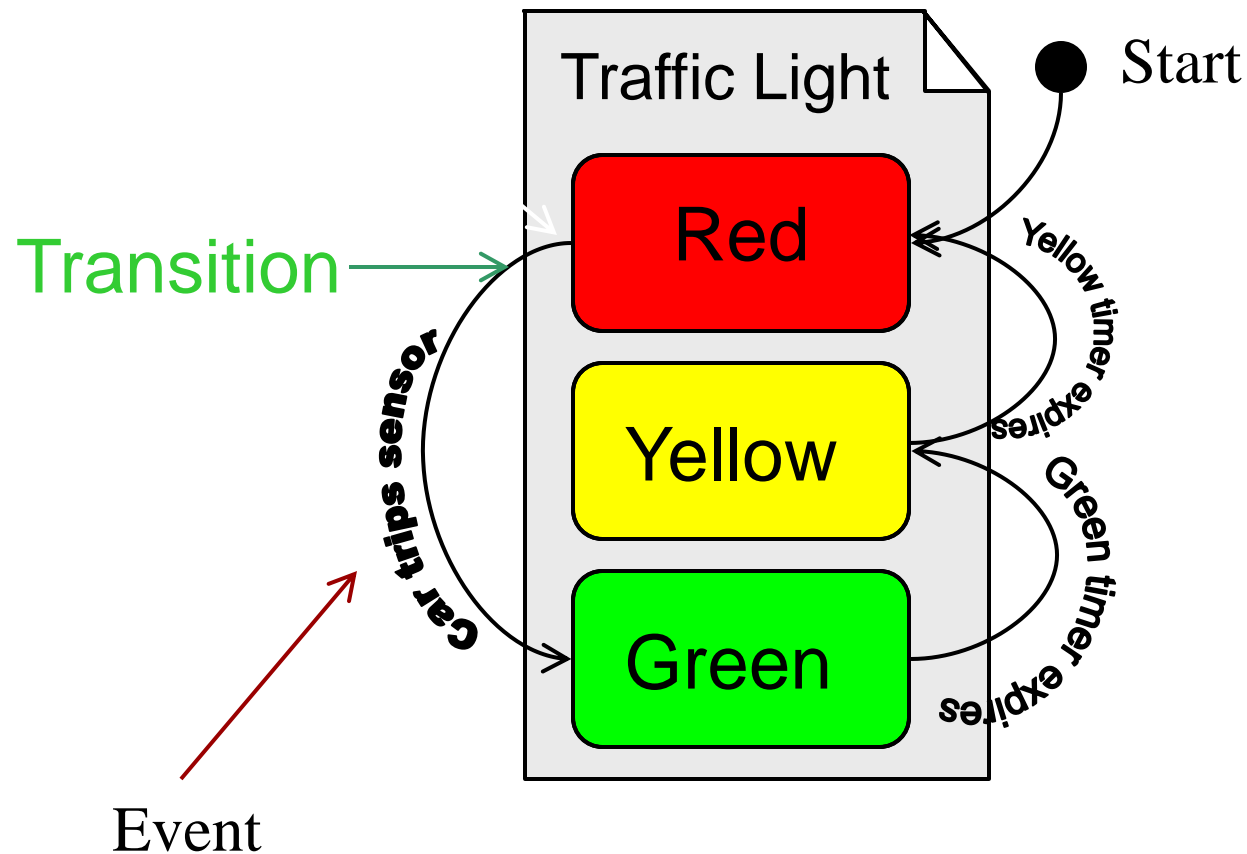 Traffic Light
Start
Red
Transition
Yellow timer expires
Car trips sensor
Yellow
Green timer expires
Green
Event